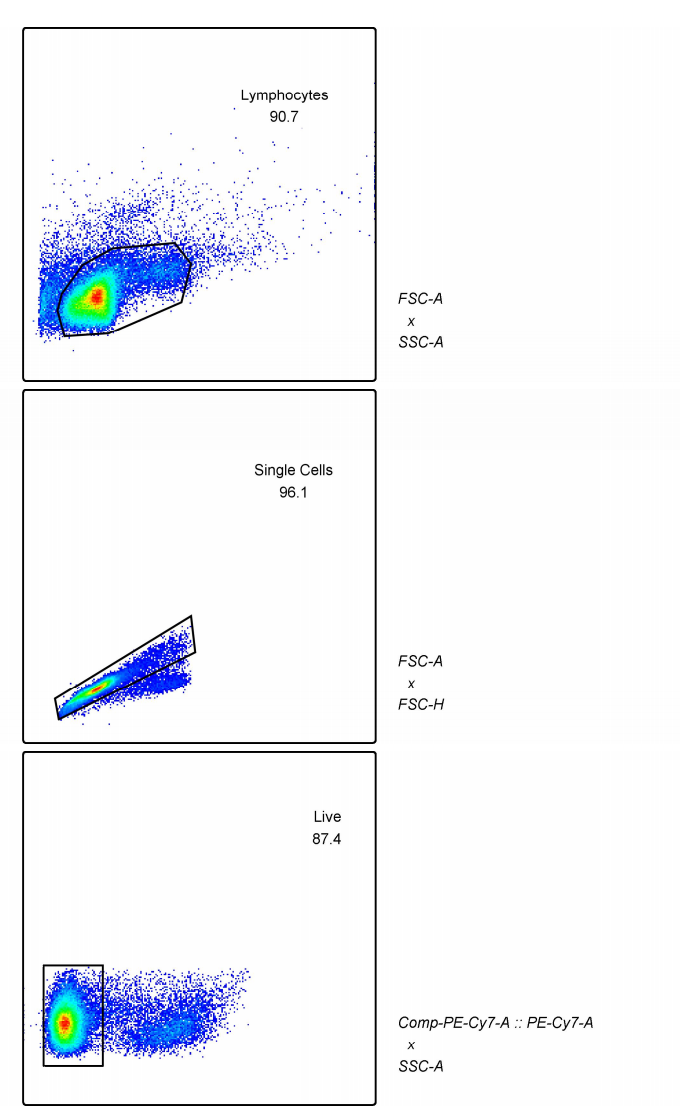 Lymphocytes
90.7
FSC-A
x
SSC-A
Single Cells
96.1
FSC-A
x
FSC-H
Live
87.4
Comp-PE-Cy7-A :: PE-Cy7-A
x
SSC-A